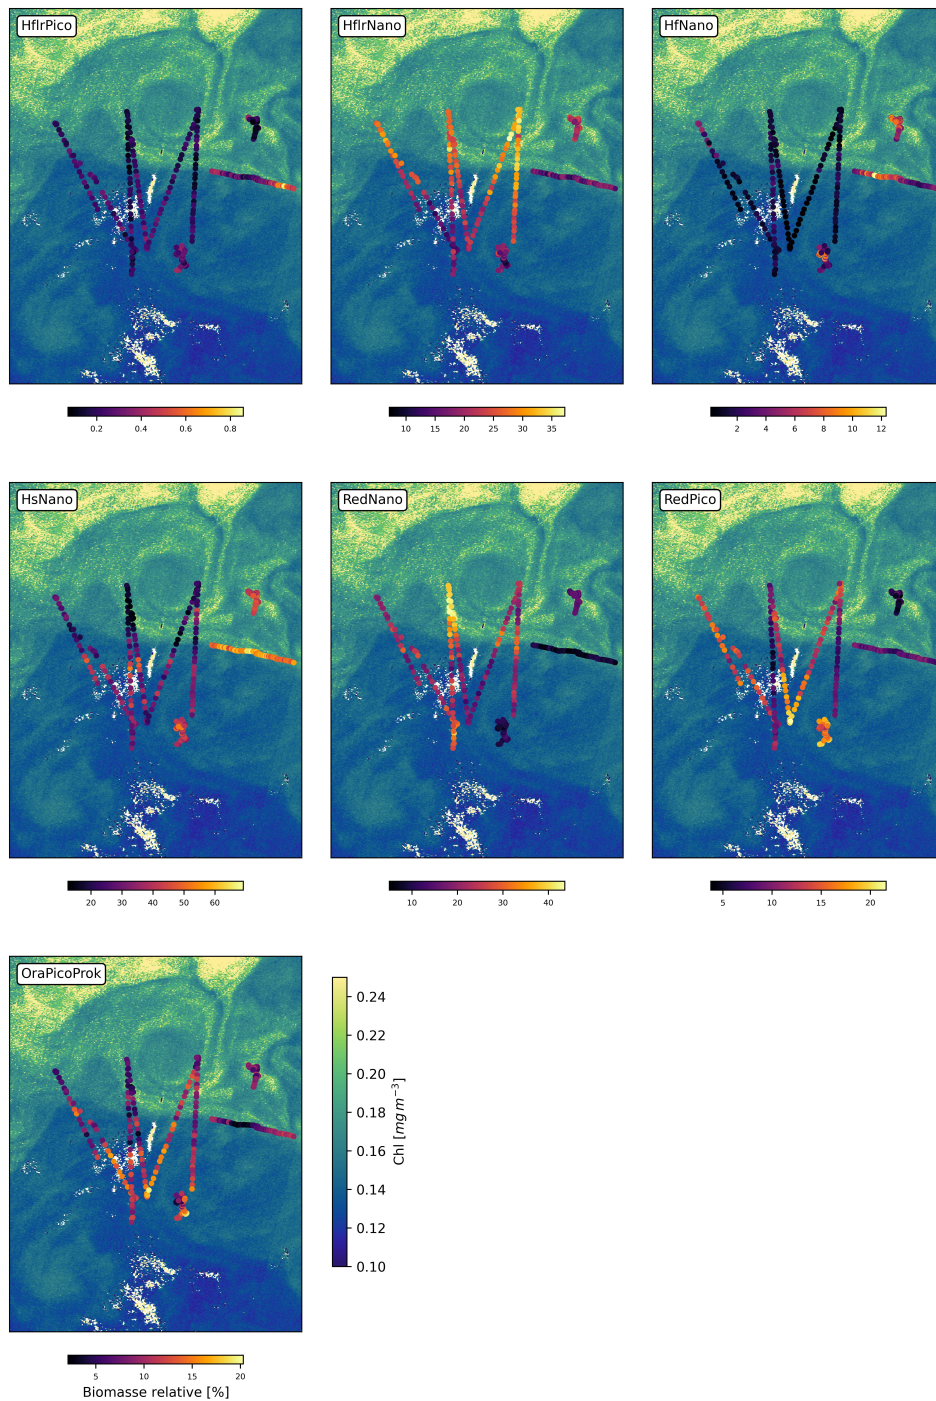 HflrPico
HflrNano
HfNano
0.2 0.4 0.6 0.8
10 15 20 25 30 35
2 4 6 8 10 12
HsNano
RedNano
RedPico
20 30 40 50 60
10 20 30 40
5 10 15 20
OraPicoProk
0.24
0.22
0.20
0.18
0.16
0.14
0.12
0.10
Chl [mg m⁻³]
5 10 15 20
Biomasse relative [%]